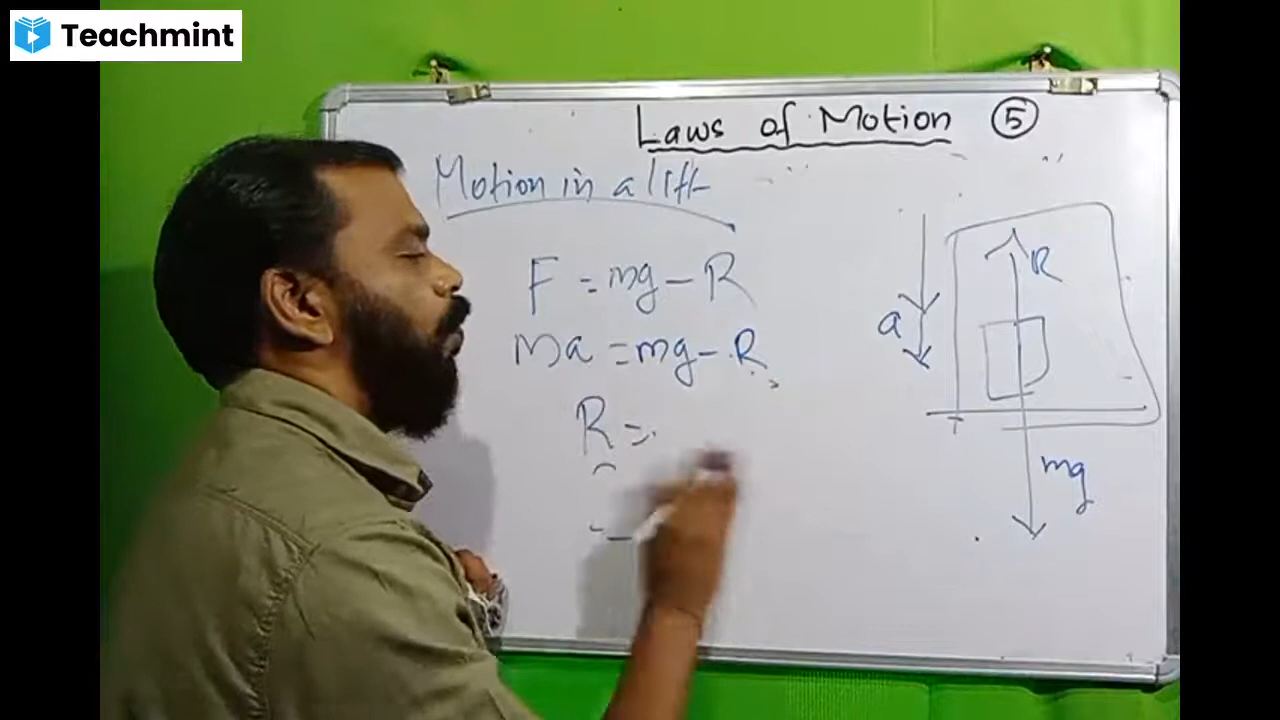 Teachmint
Laws of Motion ⑤
Motion in a lift
F = mg - R
ma = mg - R
R =
a
R
mg